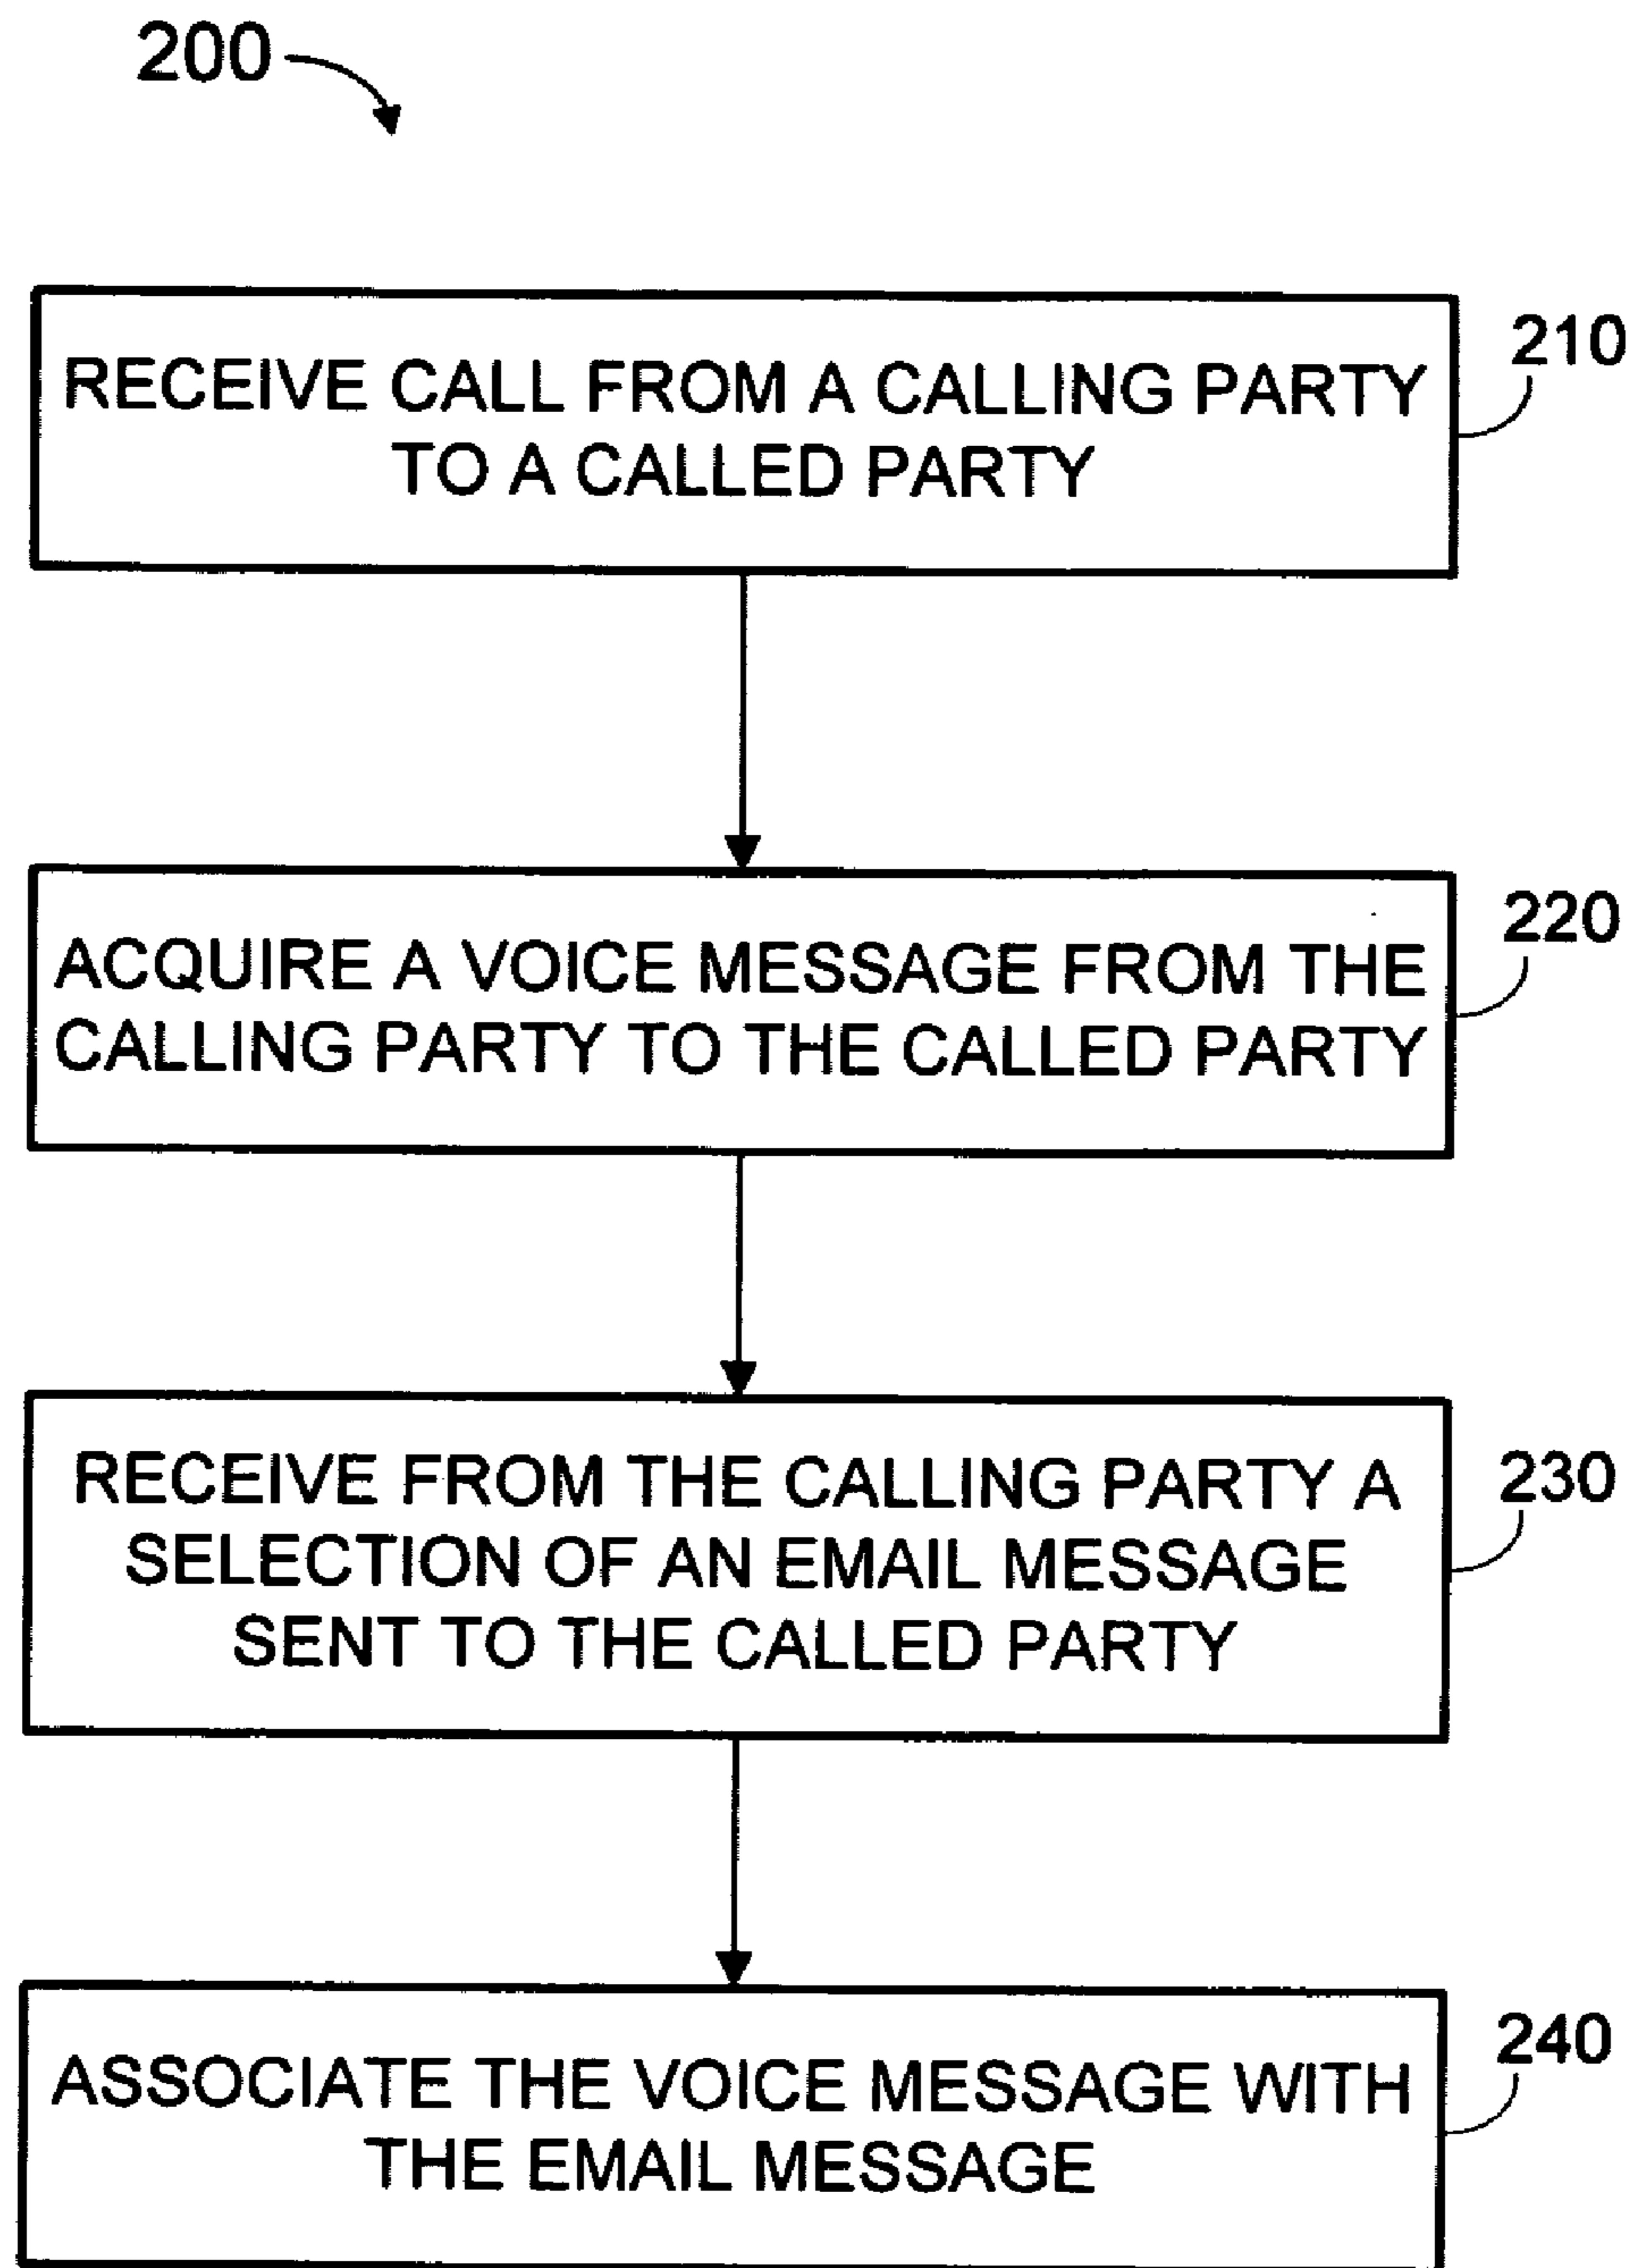 200
RECEIVE CALL FROM A CALLING PARTY
TO A CALLED PARTY
210
ACQUIRE A VOICE MESSAGE FROM THE
CALLING PARTY TO THE CALLED PARTY
220
RECEIVE FROM THE CALLING PARTY A
SELECTION OF AN EMAIL MESSAGE
SENT TO THE CALLED PARTY
230
ASSOCIATE THE VOICE MESSAGE WITH
THE EMAIL MESSAGE
240